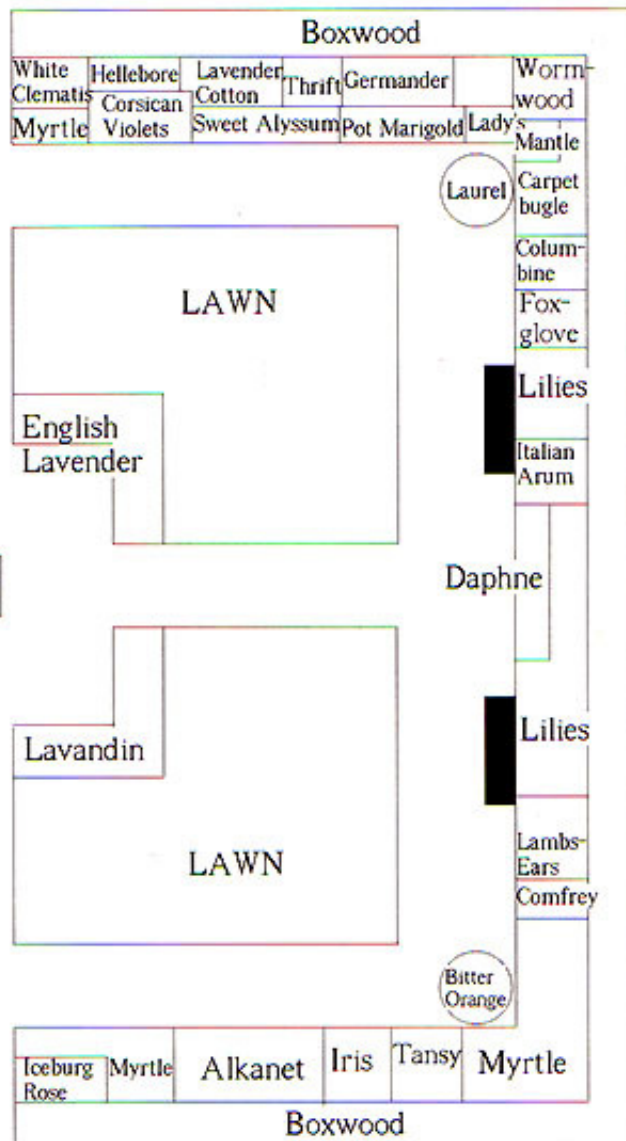 Boxwood
White Hellebore Lavender Thrift Germander Worm-
Clematis Corsican Cotton wood
Myrtle Violets Sweet Alyssum Pot Marigold Lady's
Mantle
Laurel Carpet
bugle
Colum-
bine
LAWN
Fox-
glove
Lilies
English
Lavender
Italian
Arum
Daphne
Lilies
Lavandin
Lambs-
Ears
LAWN
Comfrey
Bitter
Orange
Iceburg
Rose
Myrtle Alkanet Iris Tansy Myrtle
Boxwood